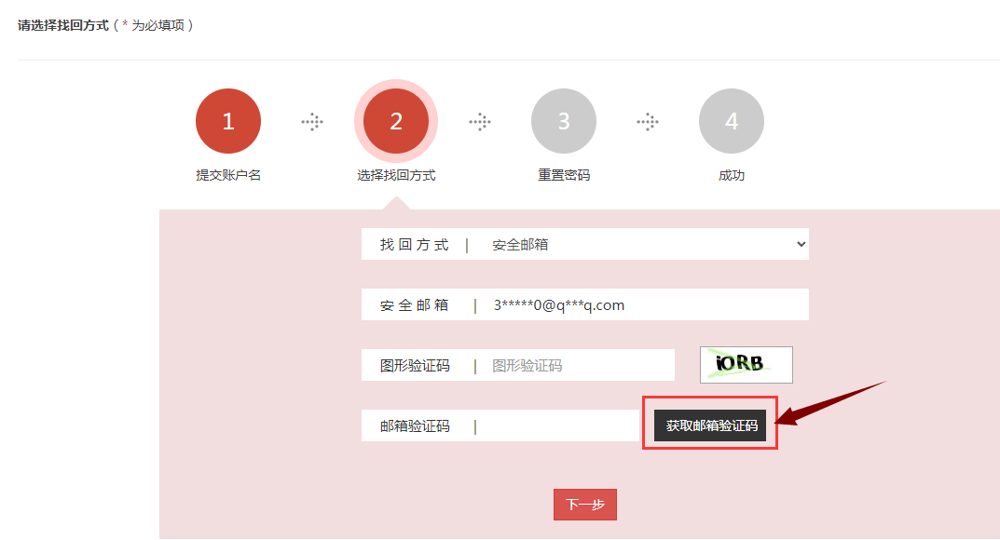 请选择找回方式（* 为必填项）
1
2
3
4
提交账户名
选择找回方式
重置密码
成功
找回方式 | 安全邮箱
安全邮箱 | 3*****0@q***q.com
图形验证码 | 图形验证码 iORB
邮箱验证码 | 获取邮箱验证码
下一步